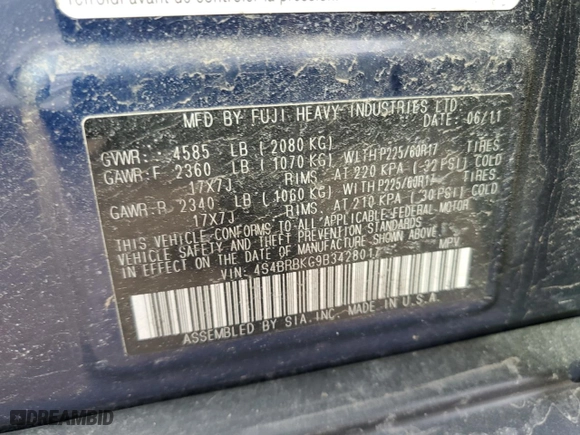 MFD BY FUJI HEAVY INDUSTRIES LTD.
DATE: 06/11
GVWR: 4585 LB (2080 KG)
GAWR:F 2360 LB (1070 KG) WITH P225/60R17 TIRES
17X7J RIMS, AT 220 KPA (32 PSI) COLD
GAWR:R 2340 LB (1060 KG) WITH P225/60R17 TIRES
17X7J RIMS, AT 210 KPA (30 PSI) COLD
THIS VEHICLE CONFORMS TO ALL APPLICABLE FEDERAL MOTOR
VEHICLE SAFETY AND THEFT PREVENTION STANDARDS IN
EFFECT ON THE DATE OF MANUFACTURE SHOWN ABOVE.
VIN: 4S4BRBKG9B3428017 MPV
ASSEMBLED BY SIA, INC. MADE IN U.S.A.
DREAMBID